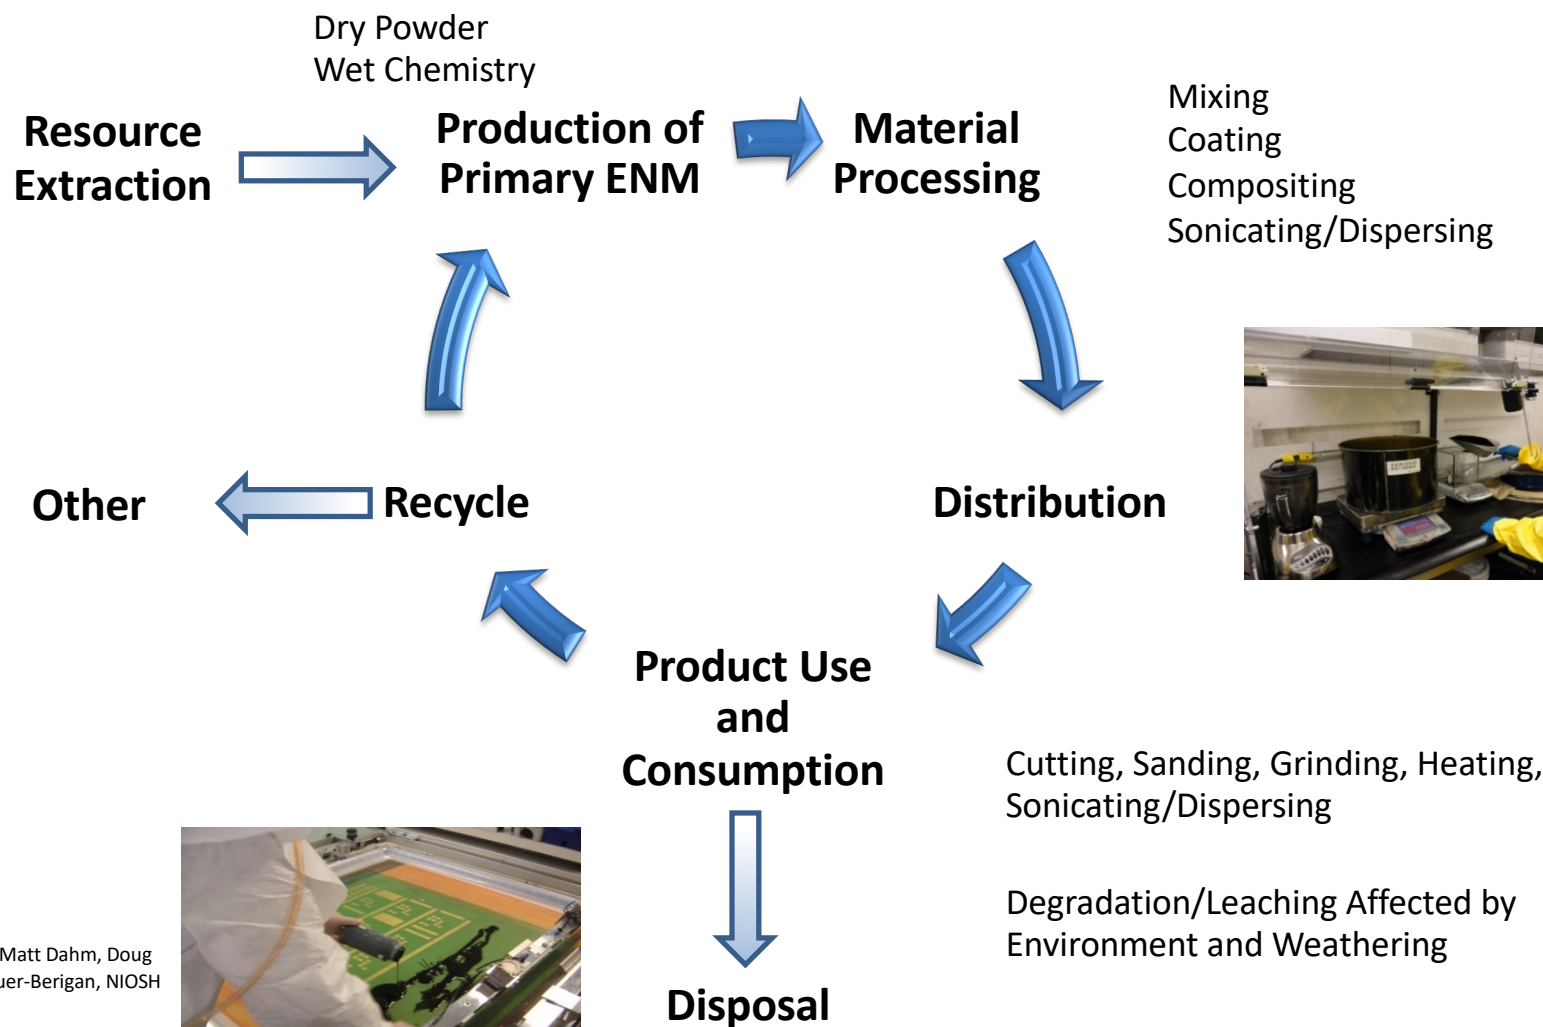 Dry Powder
Wet Chemistry
Resource
Extraction
Production of
Primary ENM
Material
Processing
Mixing
Coating
Compositing
Sonicating/Dispersing
Other
Recycle
Distribution
Product Use
and
Consumption
Cutting, Sanding, Grinding, Heating,
Sonicating/Dispersing
Degradation/Leaching Affected by
Environment and Weathering
Matt Dahm, Doug
uer-Berigan, NIOSH
Disposal